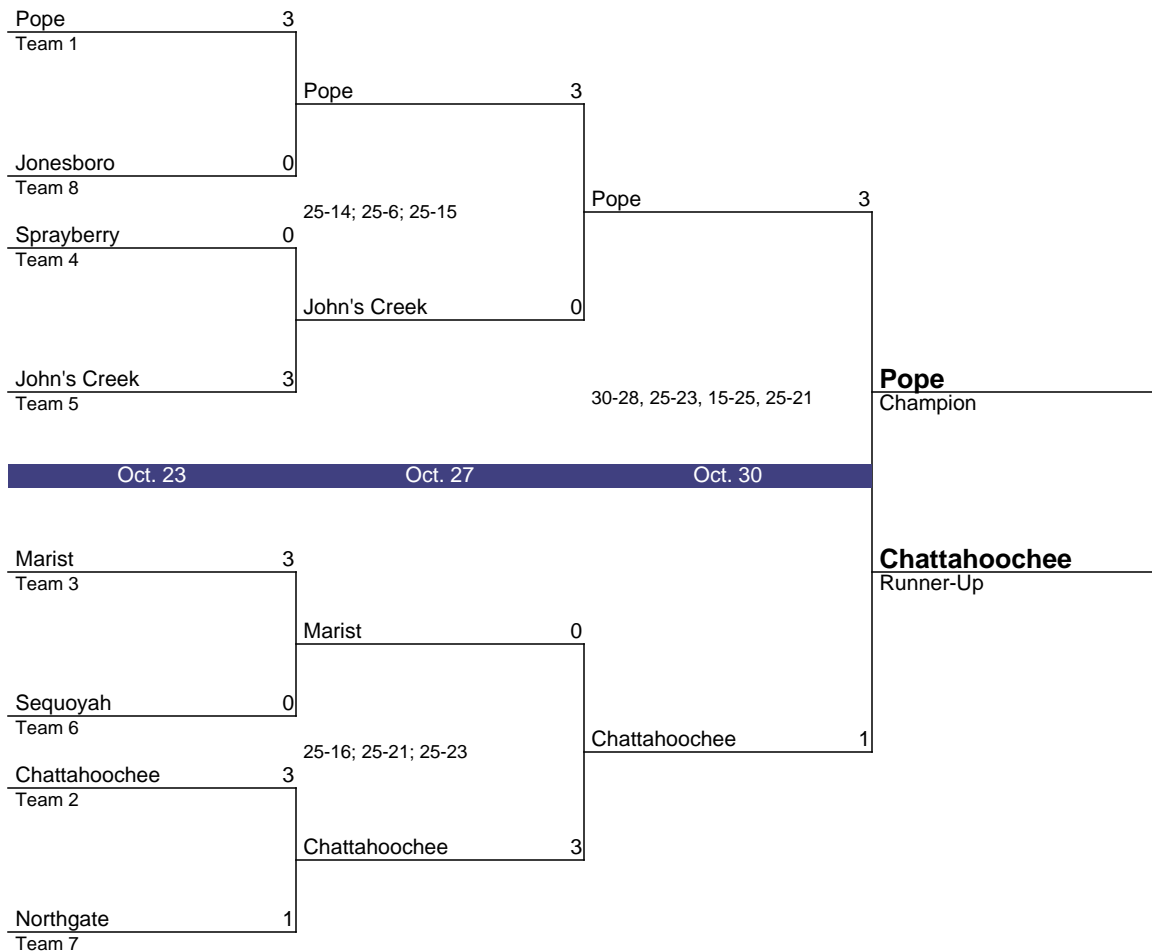 Pope 3
Team 1
Pope 3
Jonesboro 0
Team 8
Pope 3
25-14; 25-6; 25-15
Sprayberry 0
Team 4
John's Creek 0
John's Creek 3
Team 5
30-28, 25-23, 15-25, 25-21
Pope
Champion
Oct. 23 Oct. 27 Oct. 30
Marist 3
Team 3
Chattahoochee
Runner-Up
Marist 0
Sequoyah 0
Team 6
Chattahoochee 1
25-16; 25-21; 25-23
Chattahoochee 3
Team 2
Chattahoochee 3
Northgate 1
Team 7